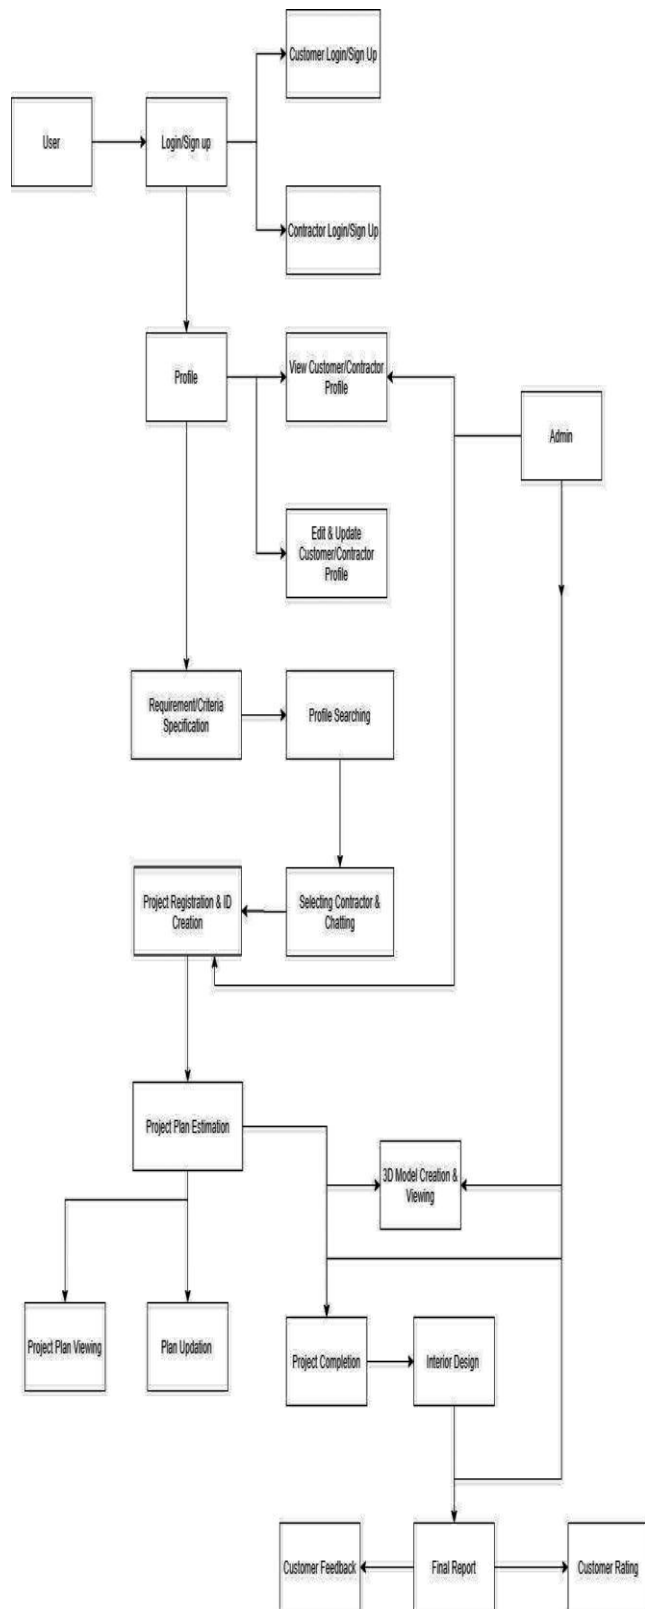 Customer Login/Sign Up
User
Login/Sign up
Contractor Login/Sign Up
Profile
View Customer/Contractor
Profile
Admin
Edit & Update
Customer/Contractor
Profile
Requirement/Criteria
Specification
Profile Searching
Project Registration & ID
Creation
Selecting Contractor &
Chatting
Project Plan Estimation
3D Model Creation &
Viewing
Project Plan Viewing
Plan Updation
Project Completion
Interior Design
Customer Feedback
Final Report
Customer Rating